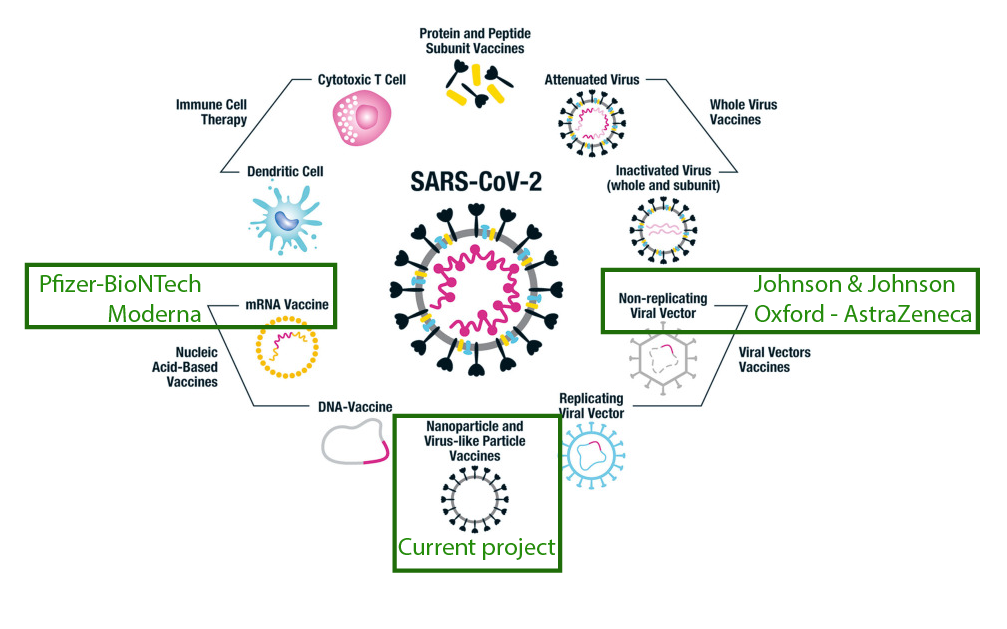 Protein and Peptide
Subunit Vaccines
Cytotoxic T Cell
Attenuated Virus
Immune Cell
Therapy
Whole Virus
Vaccines
Dendritic Cell
Inactivated Virus
(whole and subunit)
SARS-CoV-2
Pfizer-BioNTech
Moderna
mRNA Vaccine
Johnson & Johnson
Oxford - AstraZeneca
Non-replicating
Viral Vector
Nucleic
Acid-Based
Vaccines
Viral Vectors
Vaccines
DNA-Vaccine
Replicating
Viral Vector
Nanoparticle and
Virus-like Particle
Vaccines
Current project